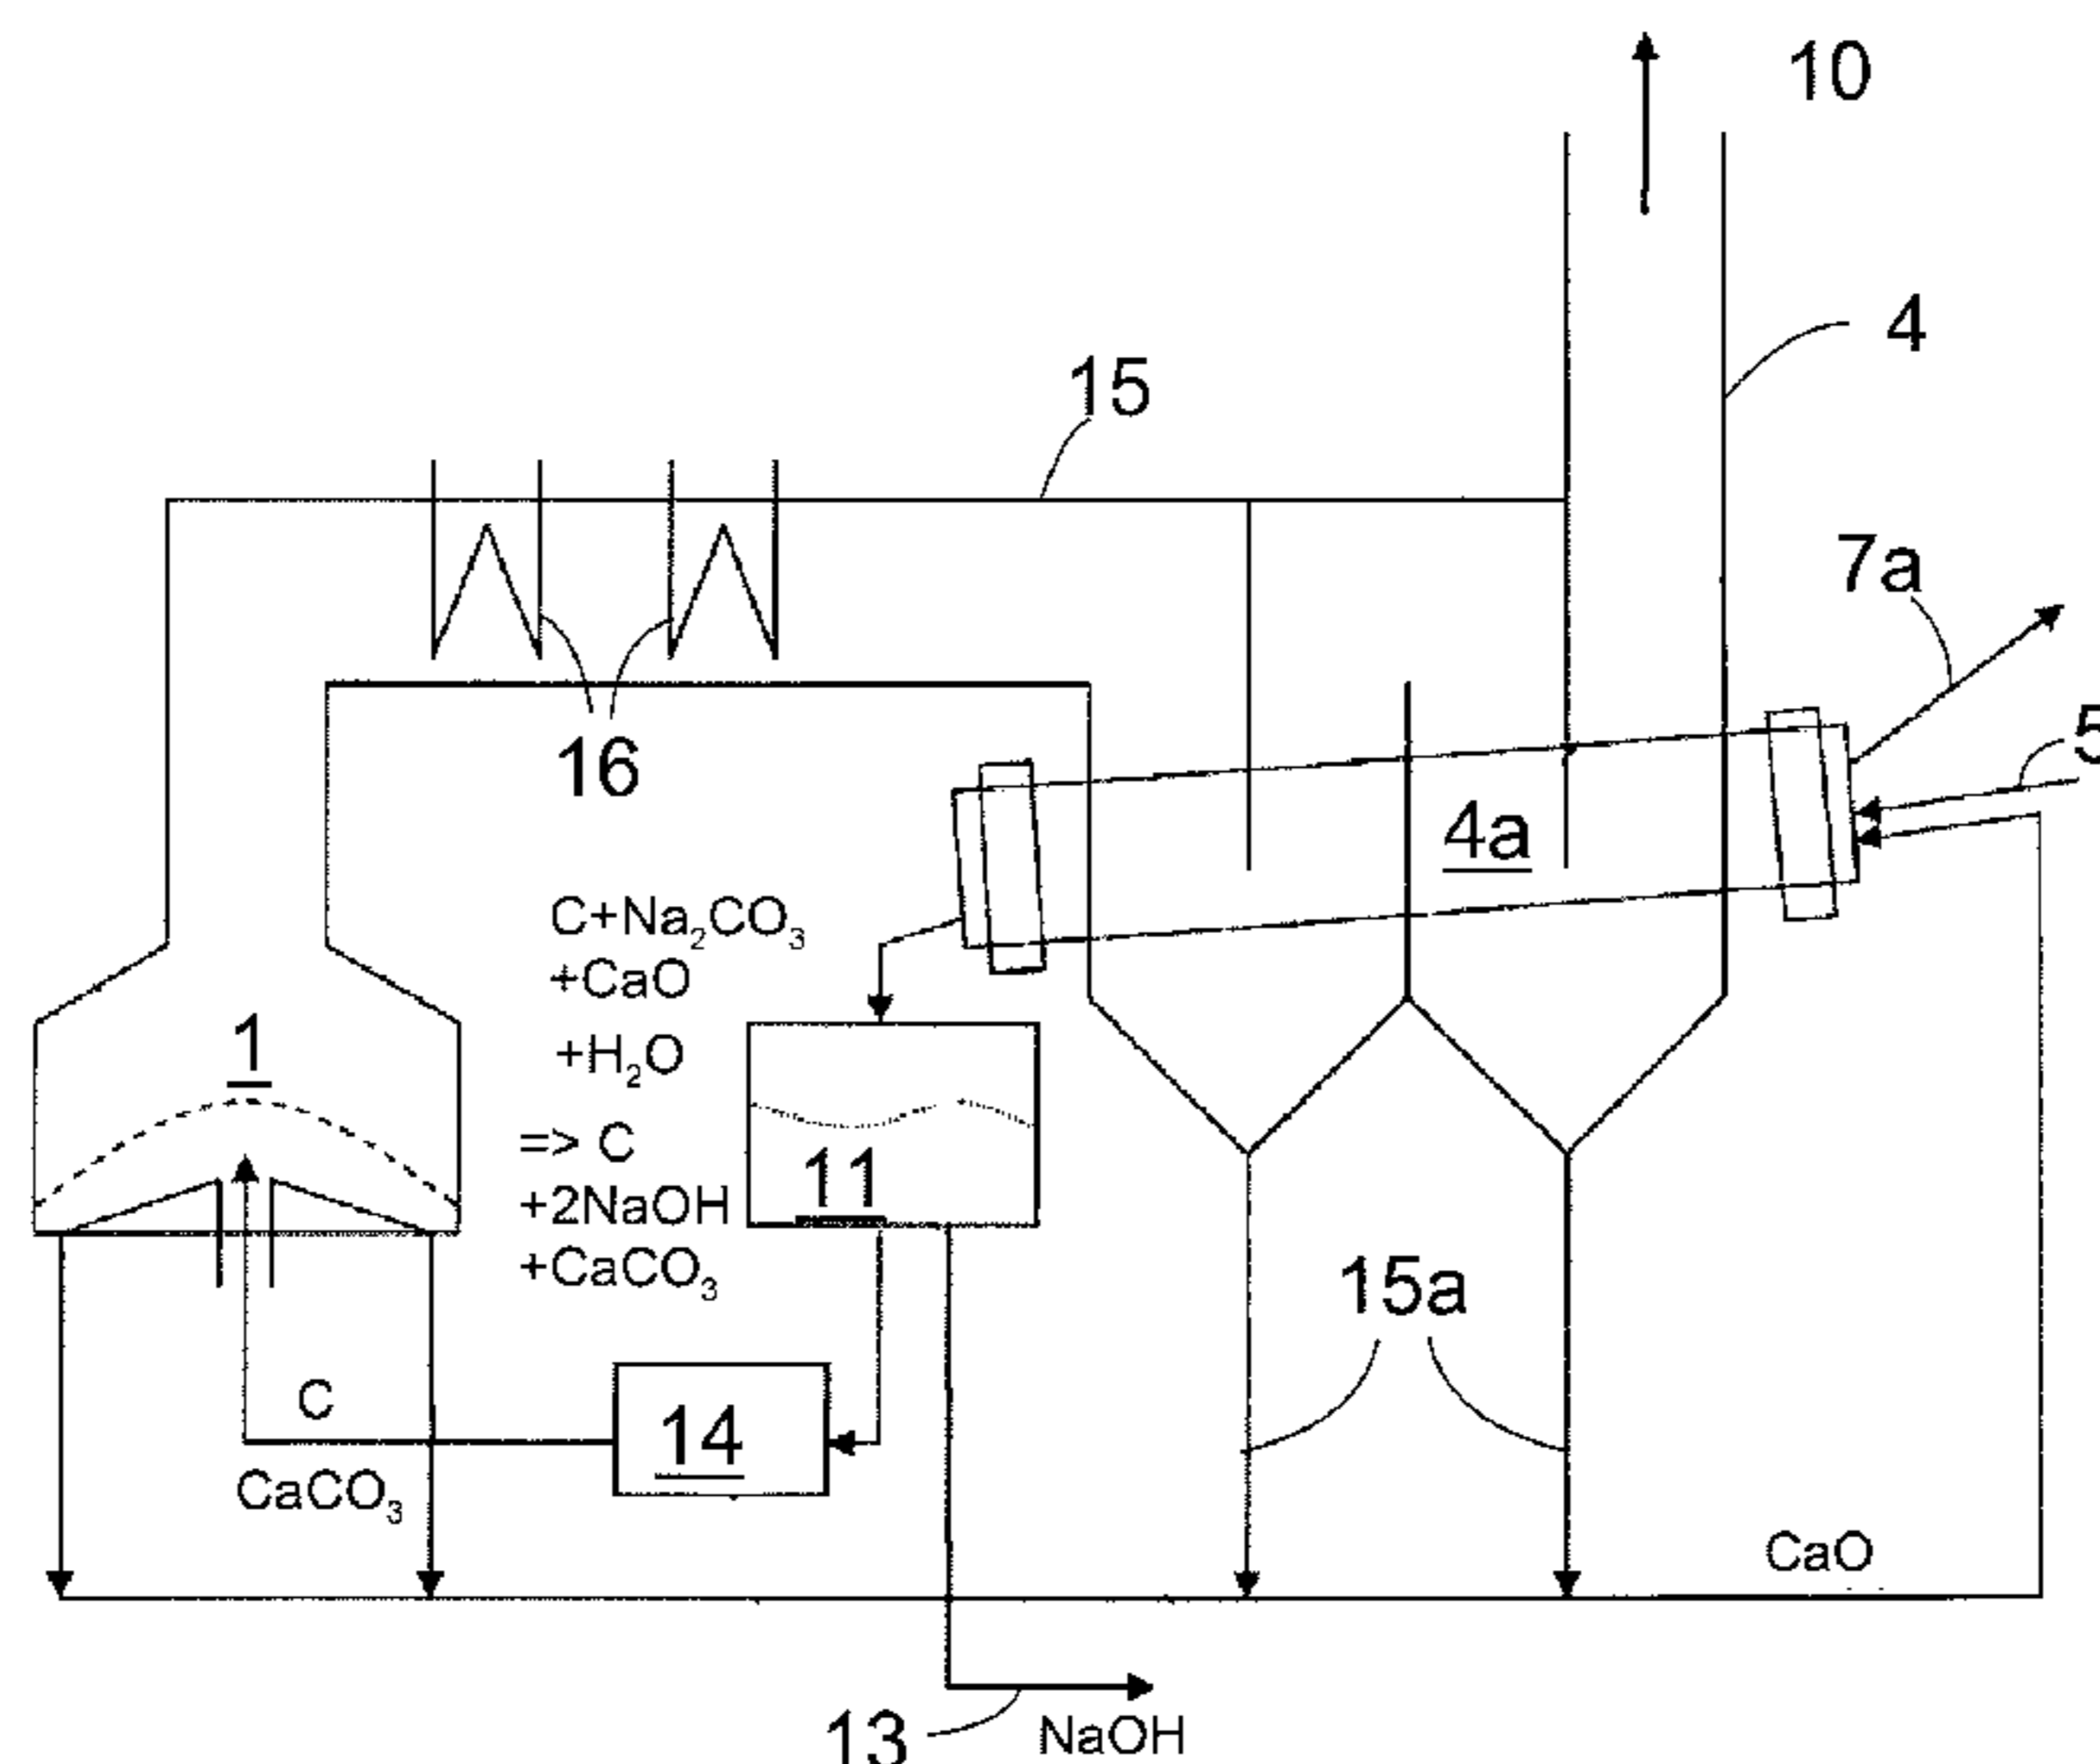 10
4
15
7a
5
16
4a
C+Na₂CO₃
+CaO
+H₂O
1
=> C
11
+2NaOH
+CaCO₃
15a
C
14
CaCO₃
CaO
13
NaOH